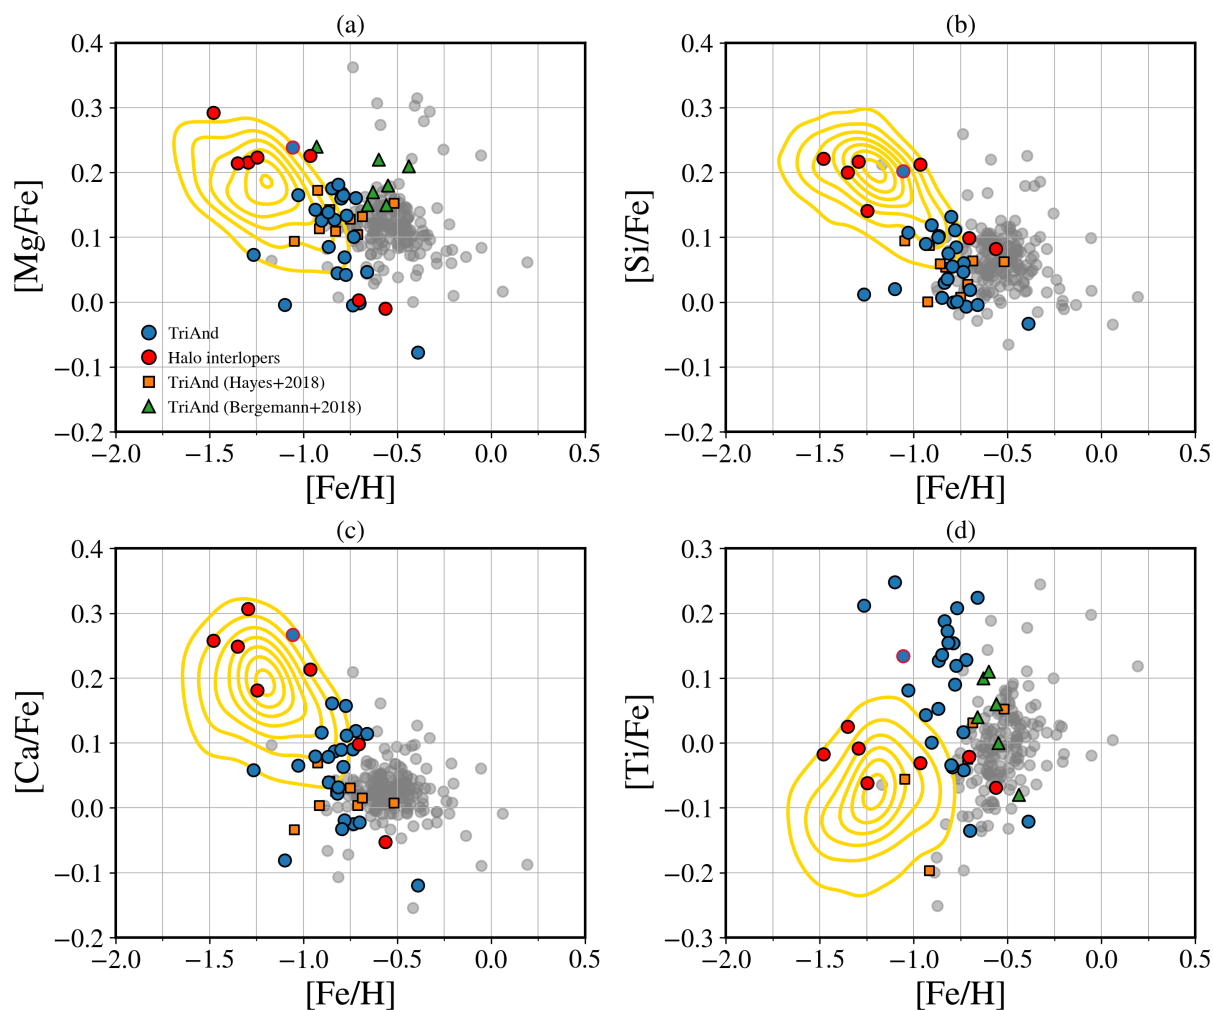 (a)
0.4
0.3
0.2
0.1
0.0
−0.1
−0.2
[Mg/Fe]
TriAnd
Halo interlopers
TriAnd (Hayes+2018)
TriAnd (Bergemann+2018)
−2.0 −1.5 −1.0 −0.5 0.0 0.5
[Fe/H]
(b)
0.4
0.3
0.2
0.1
0.0
−0.1
−0.2
[Si/Fe]
−2.0 −1.5 −1.0 −0.5 0.0 0.5
[Fe/H]
(c)
0.4
0.3
0.2
0.1
0.0
−0.1
−0.2
[Ca/Fe]
−2.0 −1.5 −1.0 −0.5 0.0 0.5
[Fe/H]
(d)
0.3
0.2
0.1
0.0
−0.1
−0.2
−0.3
[Ti/Fe]
−2.0 −1.5 −1.0 −0.5 0.0 0.5
[Fe/H]